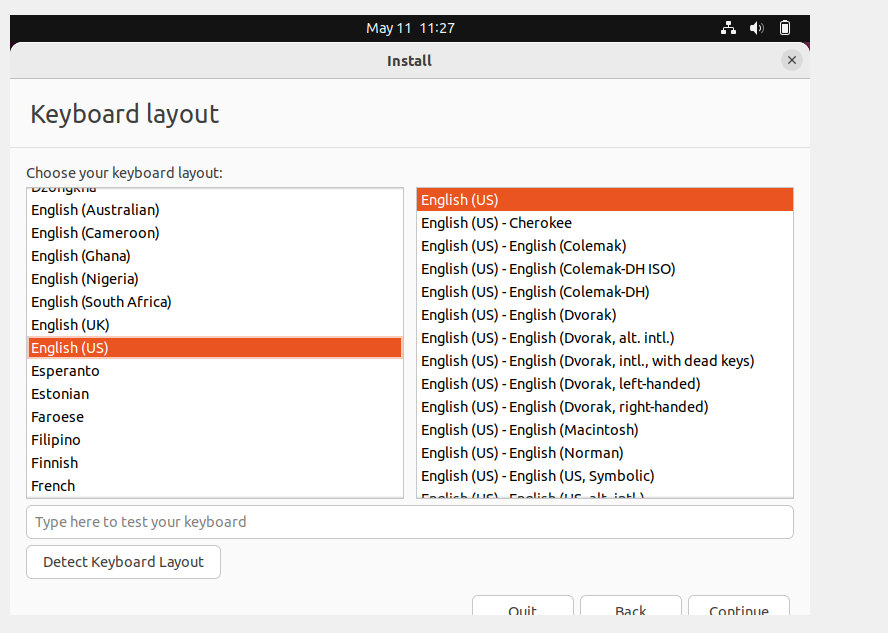 May 11 11:27
Install
Keyboard layout
Choose your keyboard layout:
Dzongkha
English (Australian)
English (Cameroon)
English (Ghana)
English (Nigeria)
English (South Africa)
English (UK)
English (US)
Esperanto
Estonian
Faroese
Filipino
Finnish
French
English (US)
English (US) - Cherokee
English (US) - English (Colemak)
English (US) - English (Colemak-DH ISO)
English (US) - English (Colemak-DH)
English (US) - English (Dvorak)
English (US) - English (Dvorak, alt. intl.)
English (US) - English (Dvorak, intl., with dead keys)
English (US) - English (Dvorak, left-handed)
English (US) - English (Dvorak, right-handed)
English (US) - English (Macintosh)
English (US) - English (Norman)
English (US) - English (US, Symbolic)
English (US) - English (US, alt. intl.)
Type here to test your keyboard
Detect Keyboard Layout
Quit Back Continue